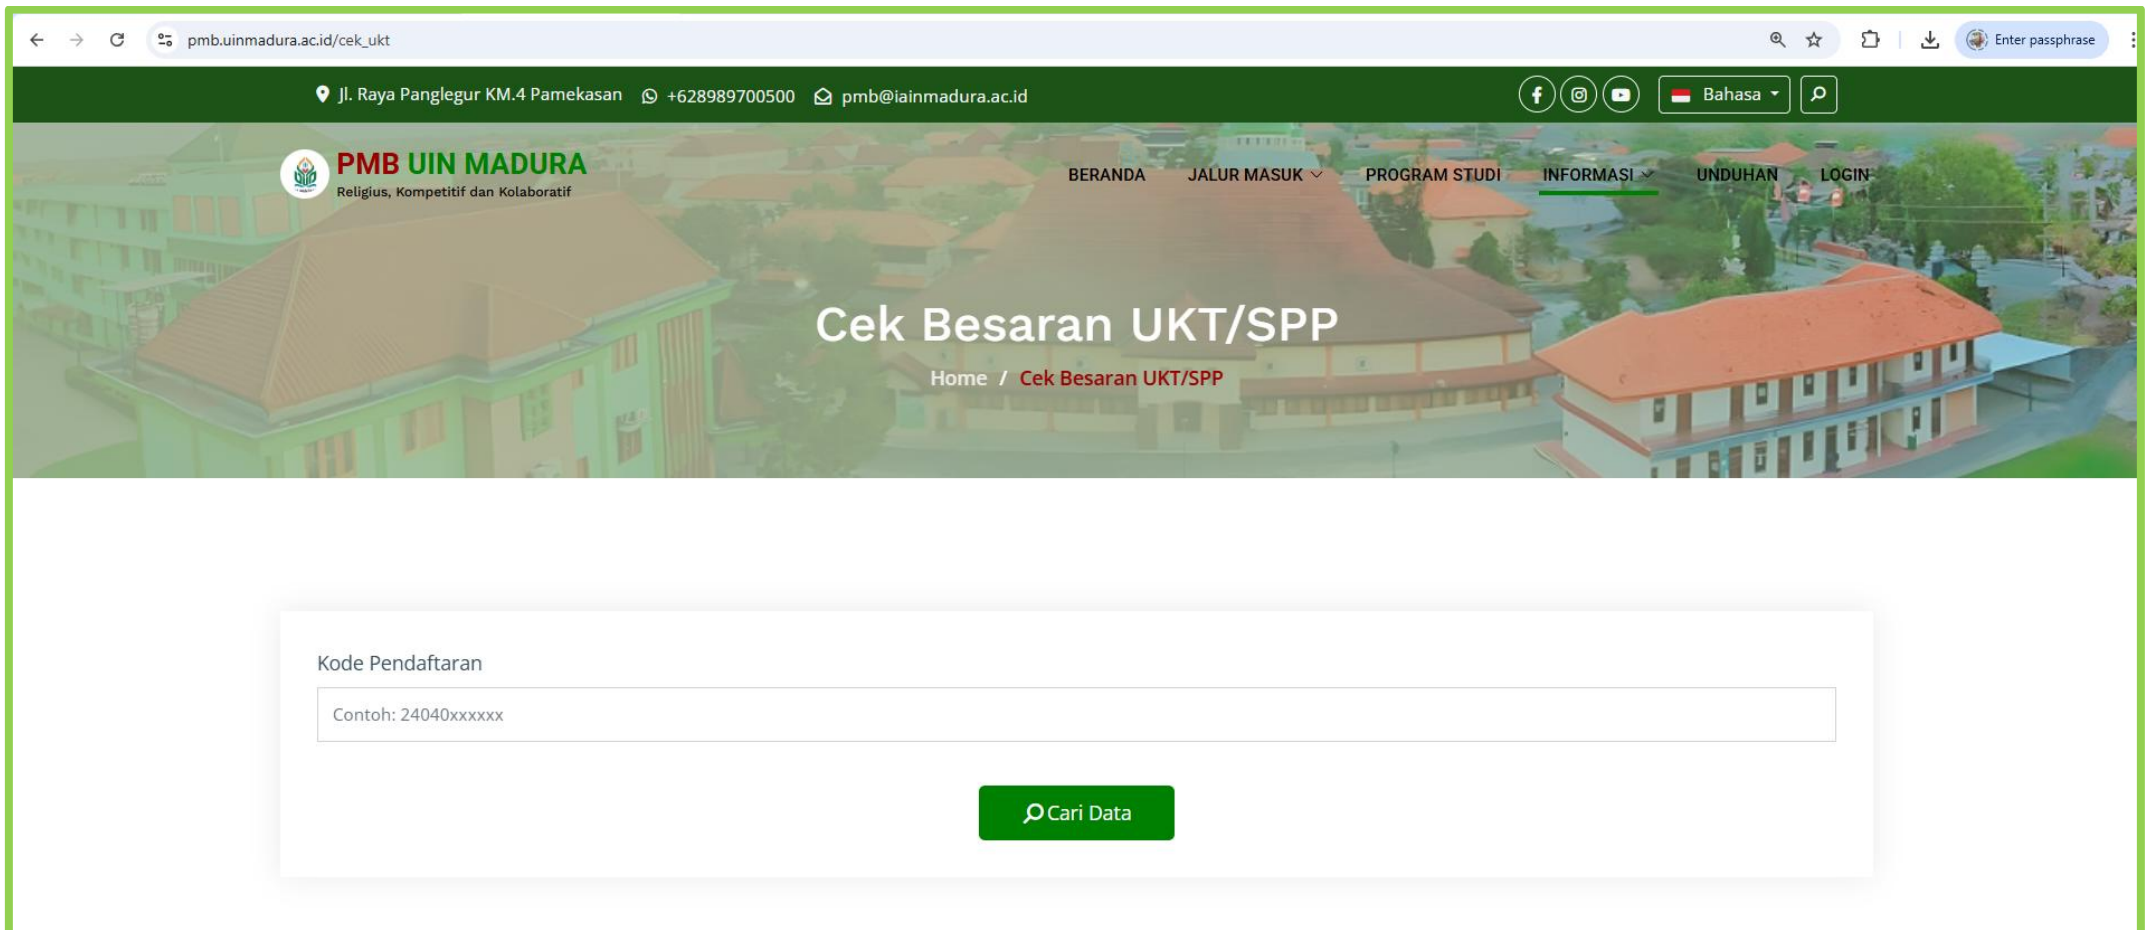 pmb.uinmadura.ac.id/cek_ukt
Enter passphrase
Jl. Raya Panglegur KM.4 Pamekasan +628989700500 pmb@iainmadura.ac.id
Bahasa
PMB UIN MADURA
Religius, Kompetitif dan Kolaboratif
BERANDA JALUR MASUK PROGRAM STUDI INFORMASI UNDUHAN LOGIN
Cek Besaran UKT/SPP
Home / Cek Besaran UKT/SPP
Kode Pendaftaran
Contoh: 24040xxxxxx
Cari Data